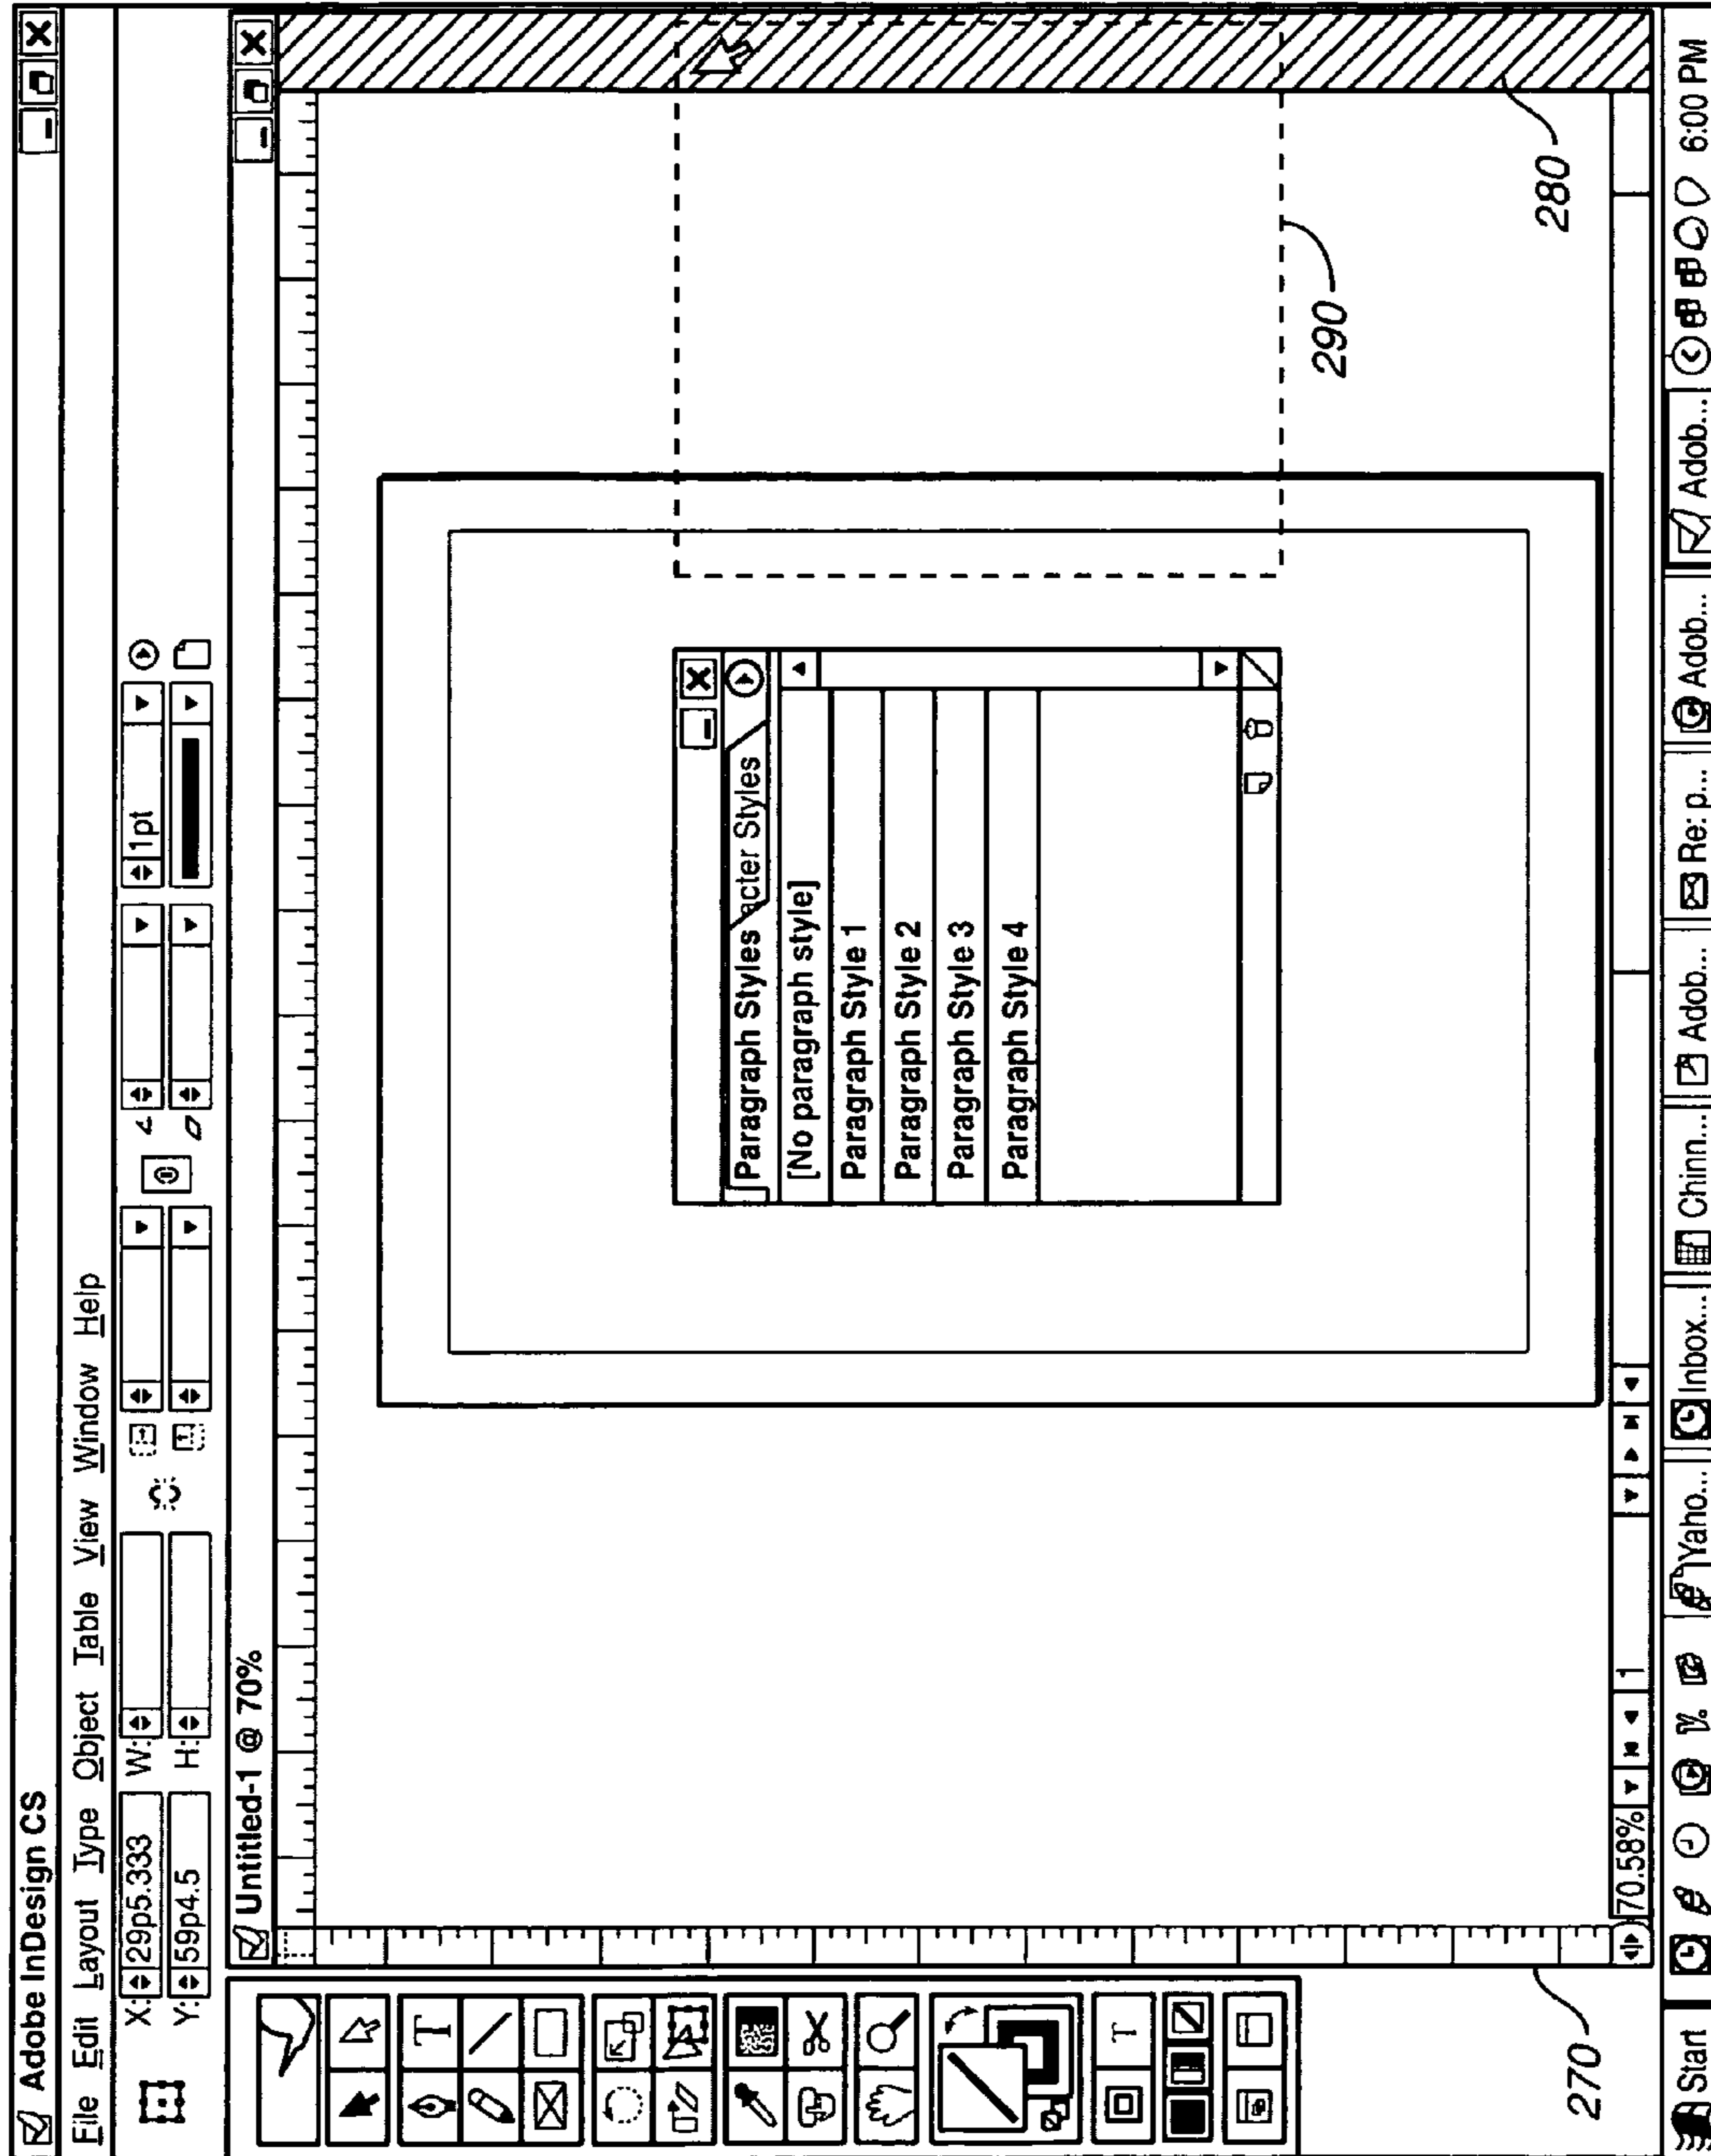 Adobe InDesign CS
File Edit Layout Type Object Table View Window Help
X: 29p5.333 W: 1pt
Y: 59p4.5 H:
Untitled-1 @ 70%
Paragraph Styles acter Styles
[No paragraph style]
Paragraph Style 1
Paragraph Style 2
Paragraph Style 3
Paragraph Style 4
T
T
290
280
270
70.58% 1
Start Yaho... Inbox... Chinn... Adob... Re: p... Adob... Adob... 6:00 PM